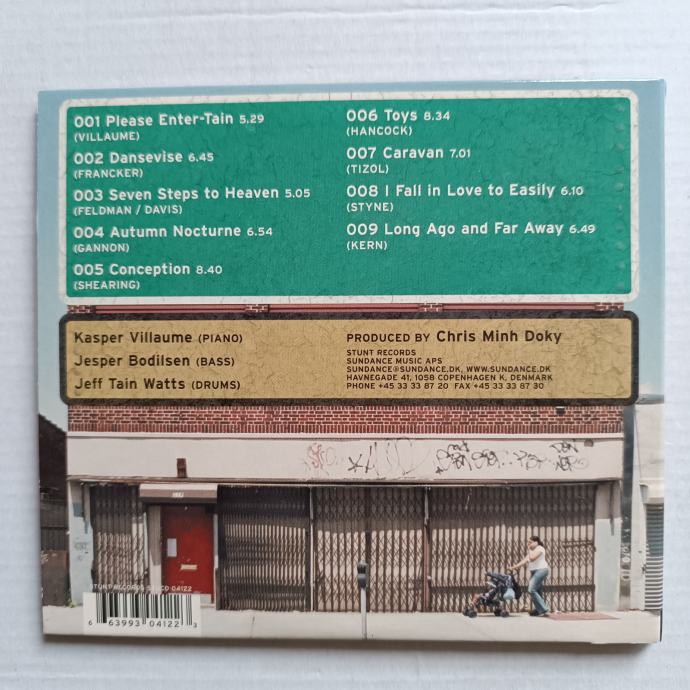 001 Please Enter-Tain 5.29
(VILLAUME)
002 Dansevise 6.45
(FRANCKER)
003 Seven Steps to Heaven 5.05
(FELDMAN / DAVIS)
004 Autumn Nocturne 6.54
(GANNON)
005 Conception 8.40
(SHEARING)
006 Toys 8.34
(HANCOCK)
007 Caravan 7.01
(TIZOL)
008 I Fall in Love to Easily 6.10
(STYNE)
009 Long Ago and Far Away 6.49
(KERN)
Kasper Villaume (PIANO)
Jesper Bodilsen (BASS)
Jeff Tain Watts (DRUMS)
PRODUCED BY Chris Minh Doky
STUNT RECORDS
SUNDANCE MUSIC APS
SUNDANCE@SUNDANCE.DK, WWW.SUNDANCE.DK
HAVNEGADE 41, 1058 COPENHAGEN K, DENMARK
PHONE +45 33 33 87 20 FAX +45 33 33 87 30
STUNT RECORDS CD 04122
6 63993 04122 3